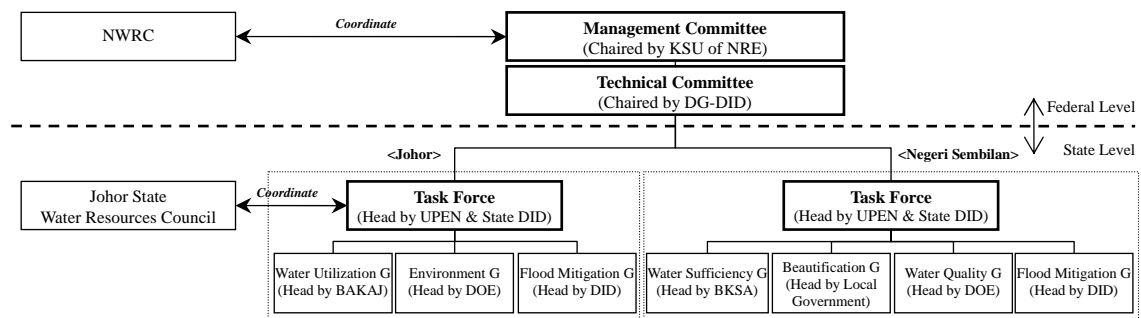 NWRC
Coordinate
Management Committee
(Chaired by KSU of NRE)
Technical Committee
(Chaired by DG-DID)
Federal Level
State Level
<Johor>
<Negeri Sembilan>
Johor State
Water Resources Council
Coordinate
Task Force
(Head by UPEN & State DID)
Task Force
(Head by UPEN & State DID)
Water Utilization G
(Head by BAKAJ)
Environment G
(Head by DOE)
Flood Mitigation G
(Head by DID)
Water Sufficiency G
(Head by BKSA)
Beautification G
(Head by Local
Government)
Water Quality G
(Head by DOE)
Flood Mitigation G
(Head by DID)